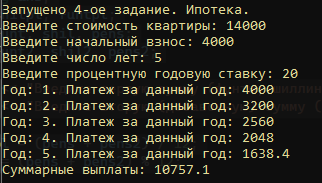 Запущено 4-ое задание. Ипотека.
Введите стоимость квартиры: 14000
Введите начальный взнос: 4000
Введите число лет: 5
Введите процентную годовую ставку: 20
Год: 1. Платеж за данный год: 4000
Год: 2. Платеж за данный год: 3200
Год: 3. Платеж за данный год: 2560
Год: 4. Платеж за данный год: 2048
Год: 5. Платеж за данный год: 1638.4
Суммарные выплаты: 10757.1